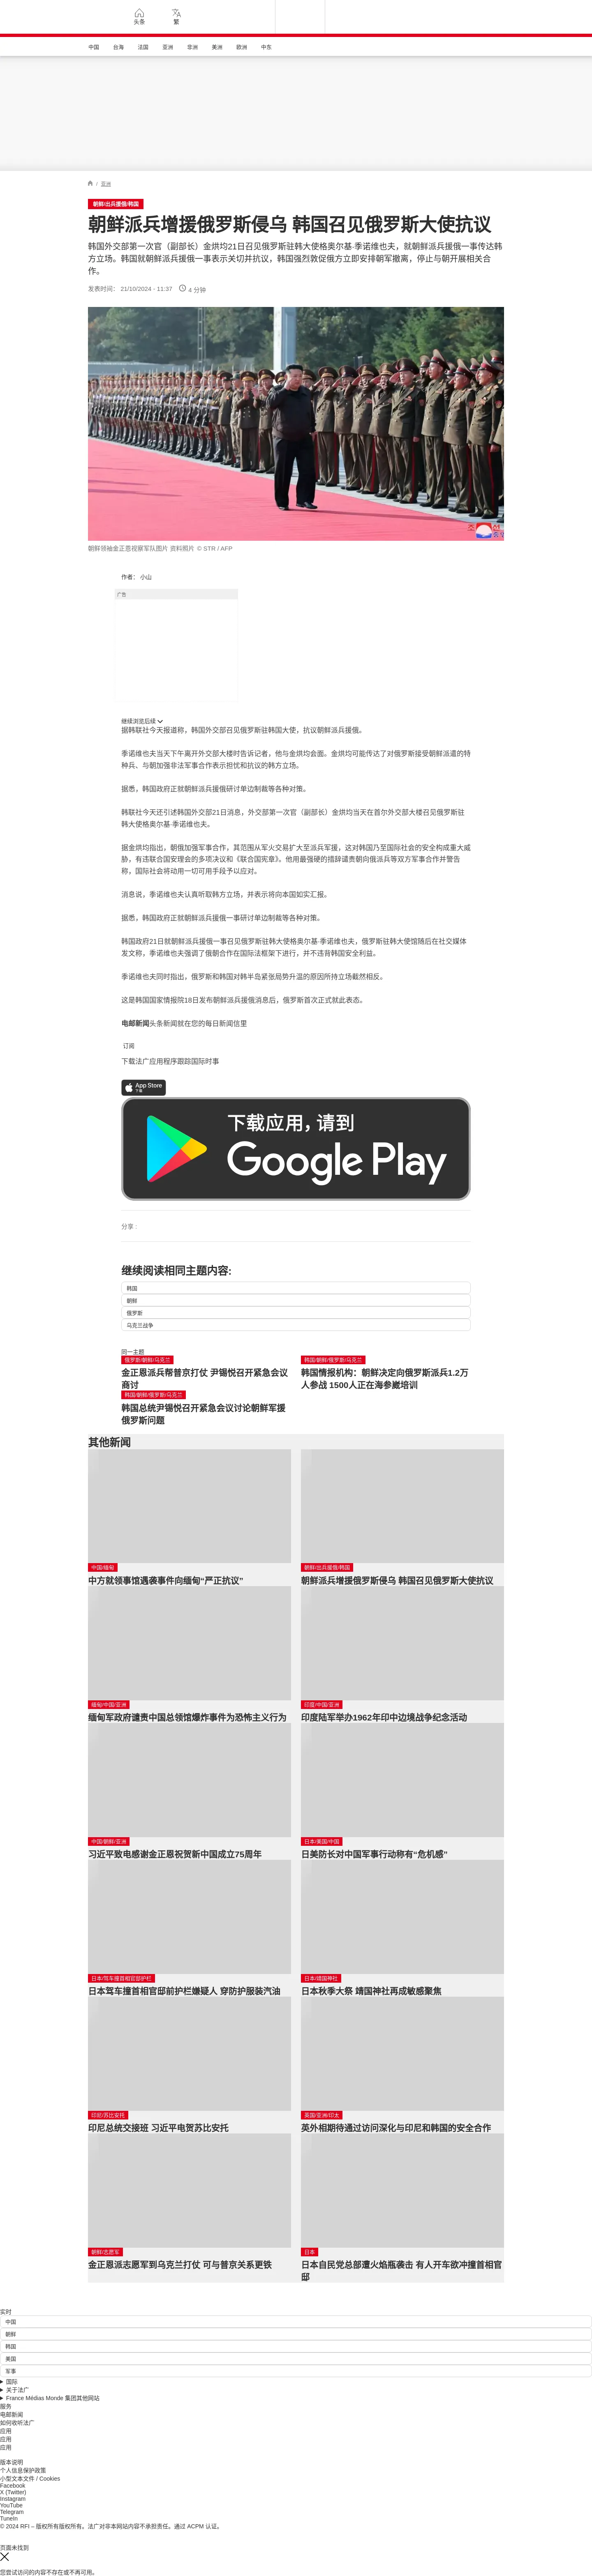 头条
繁
中国
台海
法国
亚洲
非洲
美洲
欧洲
中东
/ 亚洲
朝鲜/出兵援俄/韩国
朝鲜派兵增援俄罗斯侵乌 韩国召见俄罗斯大使抗议
韩国外交部第一次官（副部长）金烘均21日召见俄罗斯驻韩大使格奥尔基·季诺维也夫，就朝鲜派兵援俄一事传达韩
方立场。韩国就朝鲜派兵援俄一事表示关切并抗议，韩国强烈敦促俄方立即安排朝军撤离，停止与朝开展相关合
作。
发表时间： 21/10/2024 - 11:37
4 分钟
朝鲜领袖金正恩视察军队图片 资料照片 © STR / AFP
作者： 小山
广告
继续浏览后续
据韩联社今天报道称，韩国外交部召见俄罗斯驻韩国大使，抗议朝鲜派兵援俄。
季诺维也夫当天下午离开外交部大楼时告诉记者，他与金烘均会面。金烘均可能传达了对俄罗斯接受朝鲜派遣的特
种兵、与朝加强非法军事合作表示担忧和抗议的韩方立场。
据悉，韩国政府正就朝鲜派兵援俄研讨单边制裁等各种对策。
韩联社今天还引述韩国外交部21日消息，外交部第一次官（副部长）金烘均当天在首尔外交部大楼召见俄罗斯驻
韩大使格奥尔基·季诺维也夫。
据金烘均指出，朝俄加强军事合作，其范围从军火交易扩大至派兵军援，这对韩国乃至国际社会的安全构成重大威
胁，有违联合国安理会的多项决议和《联合国宪章》。他用最强硬的措辞谴责朝向俄派兵等双方军事合作并警告
称，国际社会将动用一切可用手段予以应对。
消息说，季诺维也夫认真听取韩方立场，并表示将向本国如实汇报。
据悉，韩国政府正就朝鲜派兵援俄一事研讨单边制裁等各种对策。
韩国政府21日就朝鲜派兵援俄一事召见俄罗斯驻韩大使格奥尔基·季诺维也夫，俄罗斯驻韩大使馆随后在社交媒体
发文称，季诺维也夫强调了俄朝合作在国际法框架下进行，并不违背韩国安全利益。
季诺维也夫同时指出，俄罗斯和韩国对韩半岛紧张局势升温的原因所持立场截然相反。
这是韩国国家情报院18日发布朝鲜派兵援俄消息后，俄罗斯首次正式就此表态。
电邮新闻头条新闻就在您的每日新闻信里
订阅
下载法广应用程序跟踪国际时事
App Store
下载
下载应用，请到
Google Play
分享 :
继续阅读相同主题内容:
韩国
朝鲜
俄罗斯
乌克兰战争
同一主题
俄罗斯/朝鲜/乌克兰
金正恩派兵帮普京打仗 尹锡悦召开紧急会议
商讨
韩国/朝鲜/俄罗斯/乌克兰
韩国情报机构：朝鲜决定向俄罗斯派兵1.2万
人参战 1500人正在海参崴培训
韩国/朝鲜/俄罗斯/乌克兰
韩国总统尹锡悦召开紧急会议讨论朝鲜军援
俄罗斯问题
其他新闻
中国/缅甸
中方就领事馆遇袭事件向缅甸“严正抗议”
朝鲜/出兵援俄/韩国
朝鲜派兵增援俄罗斯侵乌 韩国召见俄罗斯大使抗议
缅甸/中国/亚洲
缅甸军政府谴责中国总领馆爆炸事件为恐怖主义行为
印度/中国/亚洲
印度陆军举办1962年印中边境战争纪念活动
中国/朝鲜/亚洲
习近平致电感谢金正恩祝贺新中国成立75周年
日本/美国/中国
日美防长对中国军事行动称有“危机感”
日本/驾车撞首相官邸护栏
日本驾车撞首相官邸前护栏嫌疑人 穿防护服装汽油
日本/靖国神社
日本秋季大祭 靖国神社再成敏感聚焦
印尼/苏比安托
印尼总统交接班 习近平电贺苏比安托
英国/亚洲/印太
英外相期待通过访问深化与印尼和韩国的安全合作
朝鲜/志愿军
金正恩派志愿军到乌克兰打仗 可与普京关系更铁
日本
日本自民党总部遭火焰瓶袭击 有人开车欲冲撞首相官
邸
实时
中国
朝鲜
韩国
美国
军事
国际
关于法广
France Médias Monde 集团其他网站
服务
电邮新闻
如何收听法广
应用
应用
应用
版本说明
个人信息保护政策
小型文本文件 / Cookies
Facebook
X (Twitter)
Instagram
YouTube
Telegram
TuneIn
© 2024 RFI – 版权所有版权所有。法广对非本网站内容不承担责任。通过 ACPM 认证。
页面未找到
您尝试访问的内容不存在或不再可用。